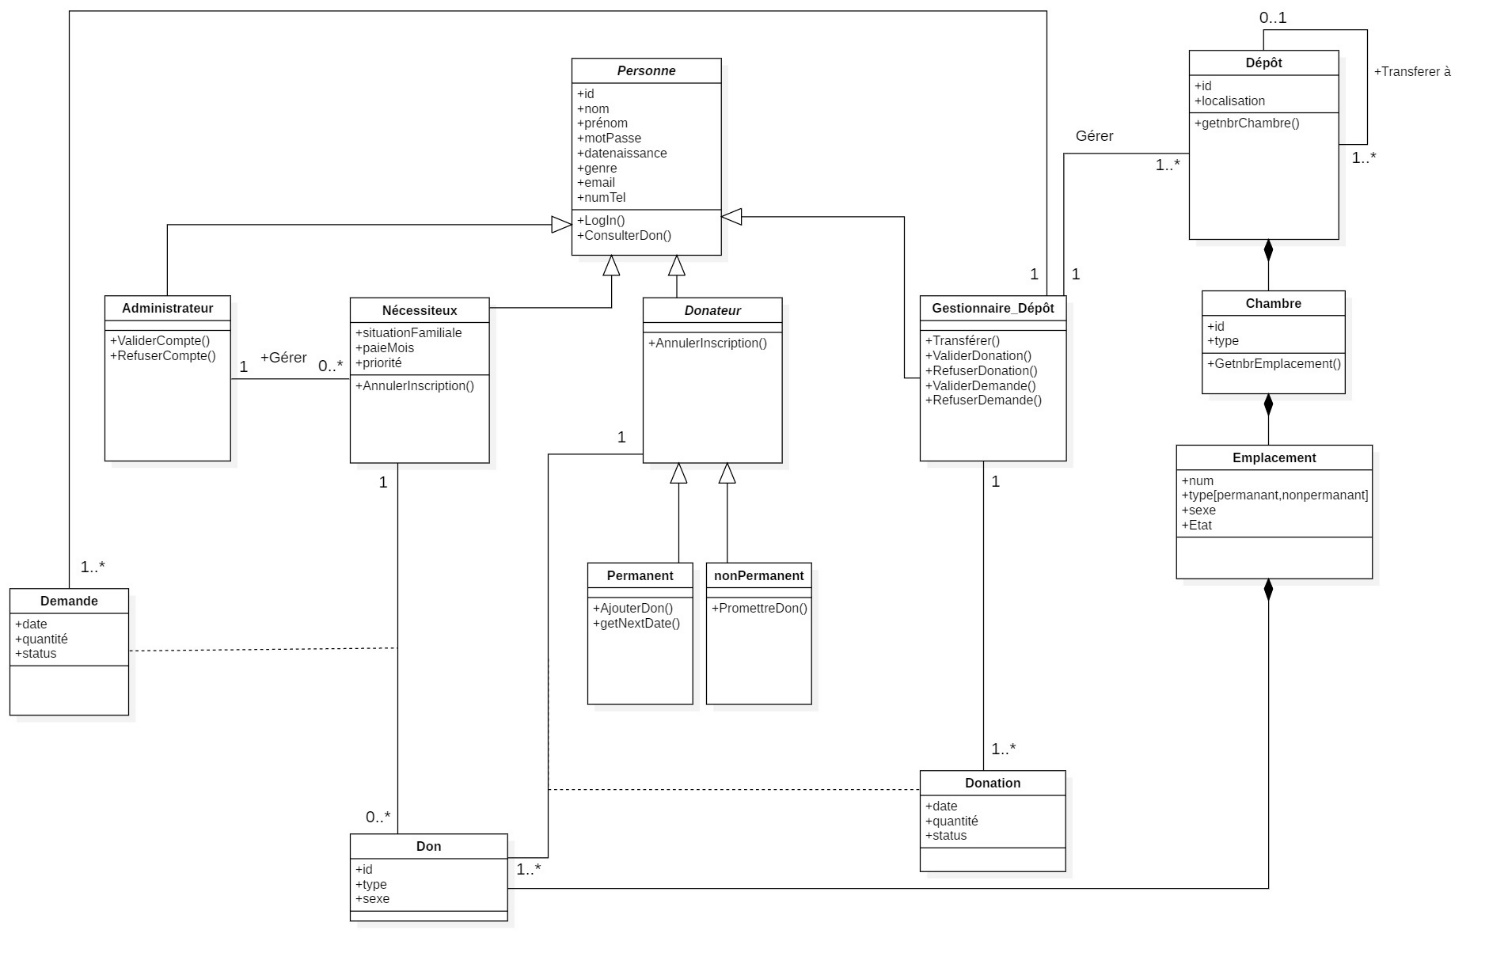 0..1
Dépôt
+id
+localisation
+getnbrChambre()
+Transferer à
1..*
Gérer
1..*
Personne
+id
+nom
+prénom
+motPasse
+datenaissance
+genre
+email
+numTel
+LogIn()
+ConsulterDon()
1
1
Administrateur
+ValiderCompte()
+RefuserCompte()
1
+Gérer
0..*
Nécessiteux
+situationFamiliale
+paieMois
+priorité
+AnnulerInscription()
1
Donateur
+AnnulerInscription()
1
Gestionnaire_Dépôt
+Transférer()
+ValiderDonation()
+RefuserDonation()
+ValiderDemande()
+RefuserDemande()
1
Chambre
+id
+type
+GetnbrEmplacement()
Emplacement
+num
+type[permanant,nonpermanant]
+sexe
+Etat
1..*
Demande
+date
+quantité
+status
Permanent
+AjouterDon()
+getNextDate()
nonPermanent
+PromettreDon()
1..*
Donation
+date
+quantité
+status
0..*
Don
+id
+type
+sexe
1..*